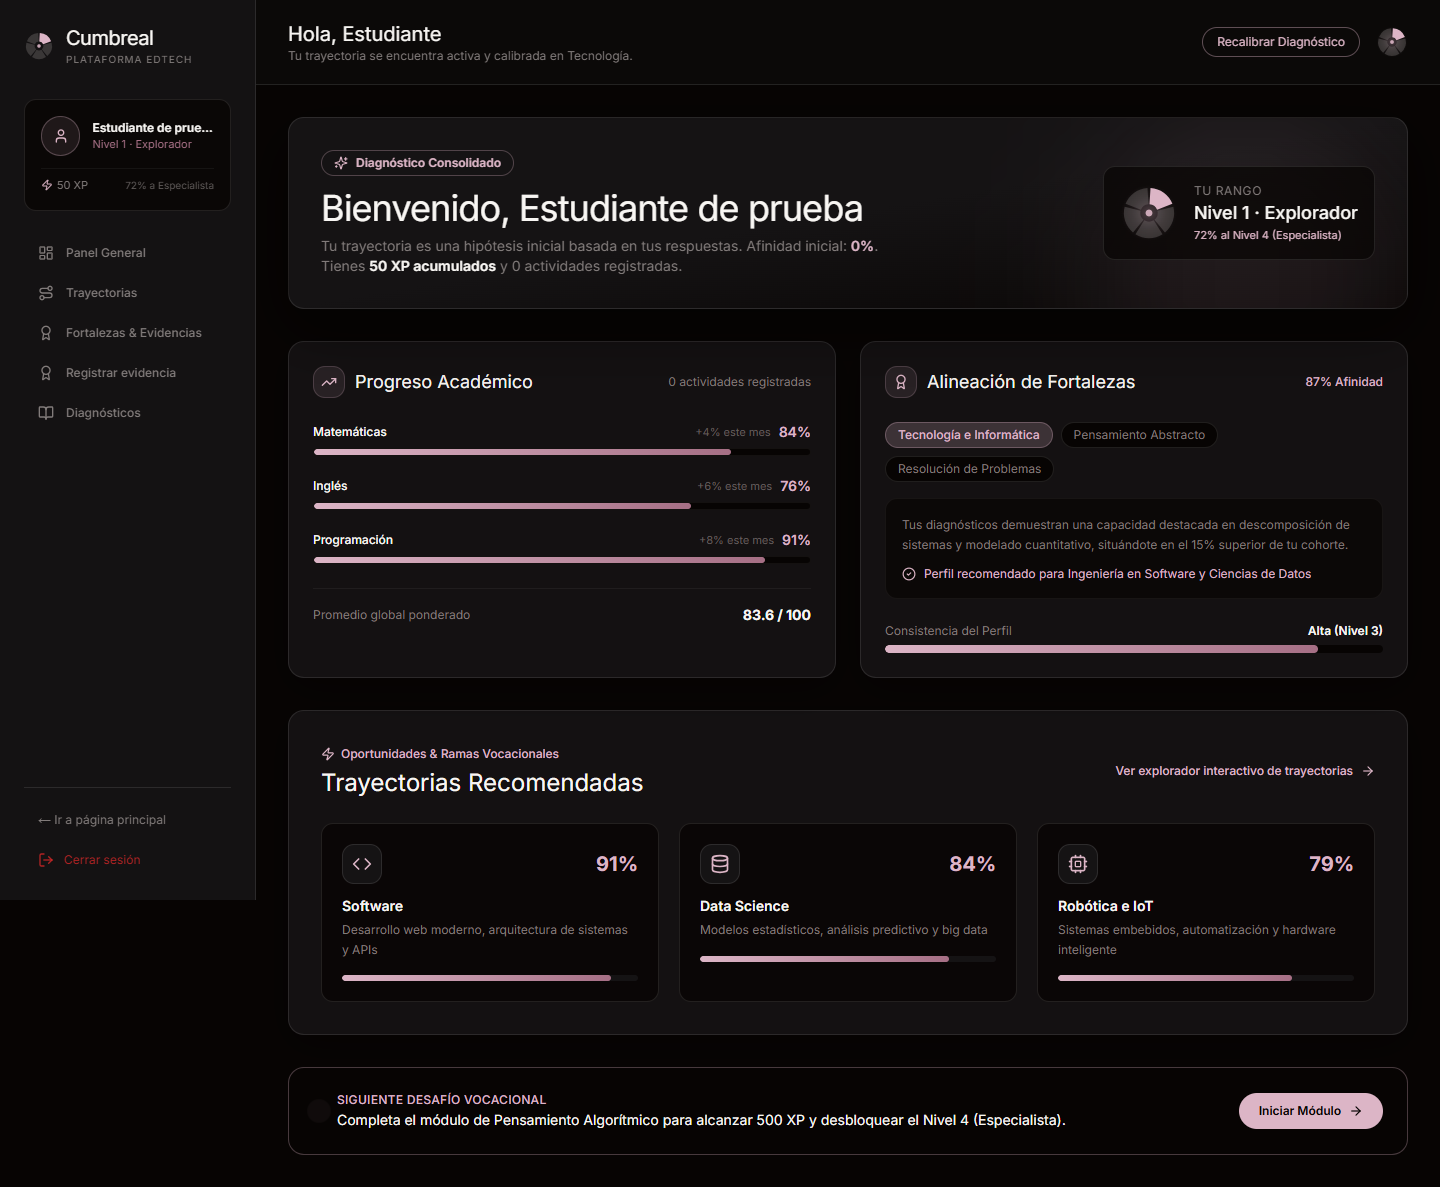 Cumbreal
PLATAFORMA EDTECH
Estudiante de prue...
Nivel 1 · Explorador
50 XP
72% a Especialista
Panel General
Trayectorias
Fortalezas & Evidencias
Registrar evidencia
Diagnósticos
← Ir a página principal
Cerrar sesión
Hola, Estudiante
Tu trayectoria se encuentra activa y calibrada en Tecnología.
Recalibrar Diagnóstico
Diagnóstico Consolidado
Bienvenido, Estudiante de prueba
Tu trayectoria es una hipótesis inicial basada en tus respuestas. Afinidad inicial: 0%.
Tienes 50 XP acumulados y 0 actividades registradas.
TU RANGO
Nivel 1 · Explorador
72% al Nivel 4 (Especialista)
Progreso Académico
0 actividades registradas
Matemáticas
+4% este mes 84%
Inglés
+6% este mes 76%
Programación
+8% este mes 91%
Promedio global ponderado
83.6 / 100
Alineación de Fortalezas
87% Afinidad
Tecnología e Informática
Pensamiento Abstracto
Resolución de Problemas
Tus diagnósticos demuestran una capacidad destacada en descomposición de
sistemas y modelado cuantitativo, situándote en el 15% superior de tu cohorte.
Perfil recomendado para Ingeniería en Software y Ciencias de Datos
Consistencia del Perfil
Alta (Nivel 3)
Oportunidades & Ramas Vocacionales
Trayectorias Recomendadas
Ver explorador interactivo de trayectorias →
91%
Software
Desarrollo web moderno, arquitectura de sistemas
y APIs
84%
Data Science
Modelos estadísticos, análisis predictivo y big data
79%
Robótica e IoT
Sistemas embebidos, automatización y hardware
inteligente
SIGUIENTE DESAFÍO VOCACIONAL
Completa el módulo de Pensamiento Algorítmico para alcanzar 500 XP y desbloquear el Nivel 4 (Especialista).
Iniciar Módulo →